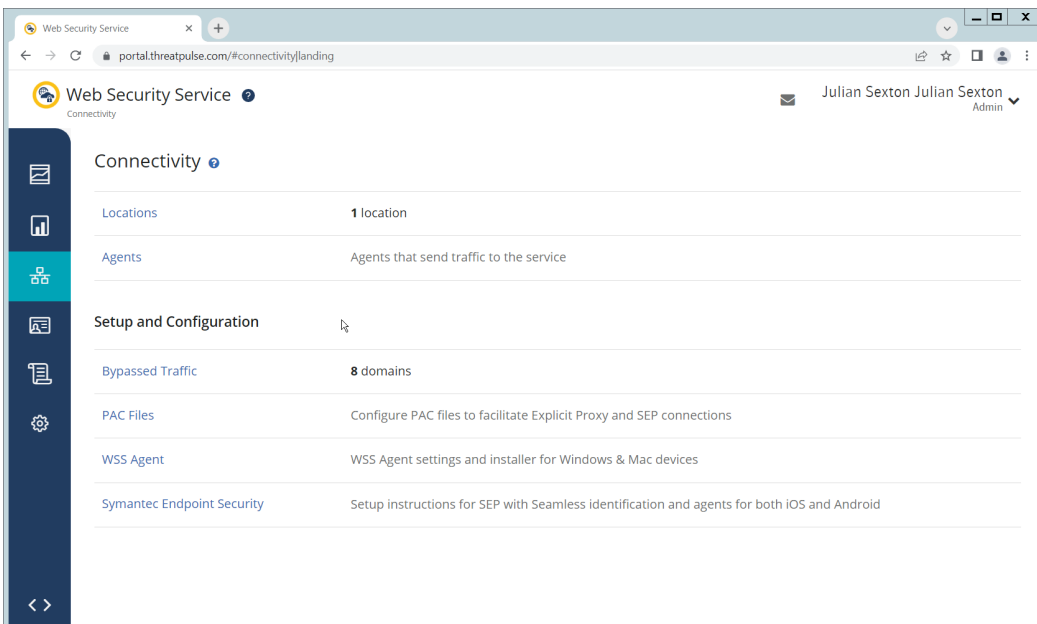 Web Security Service
portal.threatpulse.com/#connectivity|landing
Web Security Service
Connectivity
Julian Sexton Julian Sexton
Admin
Connectivity
Locations 1 location
Agents Agents that send traffic to the service
Setup and Configuration
Bypassed Traffic 8 domains
PAC Files Configure PAC files to facilitate Explicit Proxy and SEP connections
WSS Agent WSS Agent settings and installer for Windows & Mac devices
Symantec Endpoint Security Setup instructions for SEP with Seamless identification and agents for both iOS and Android